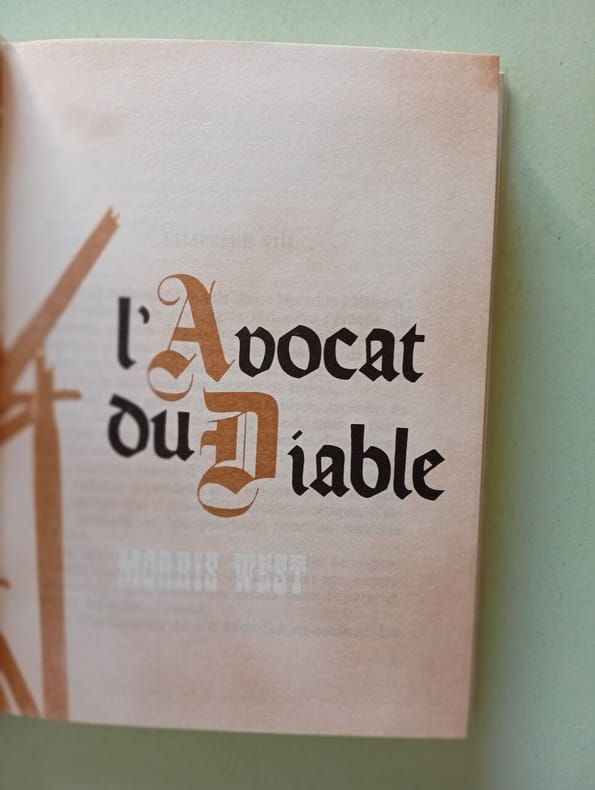 l'Avocat
du Diable
MORRIS WEST